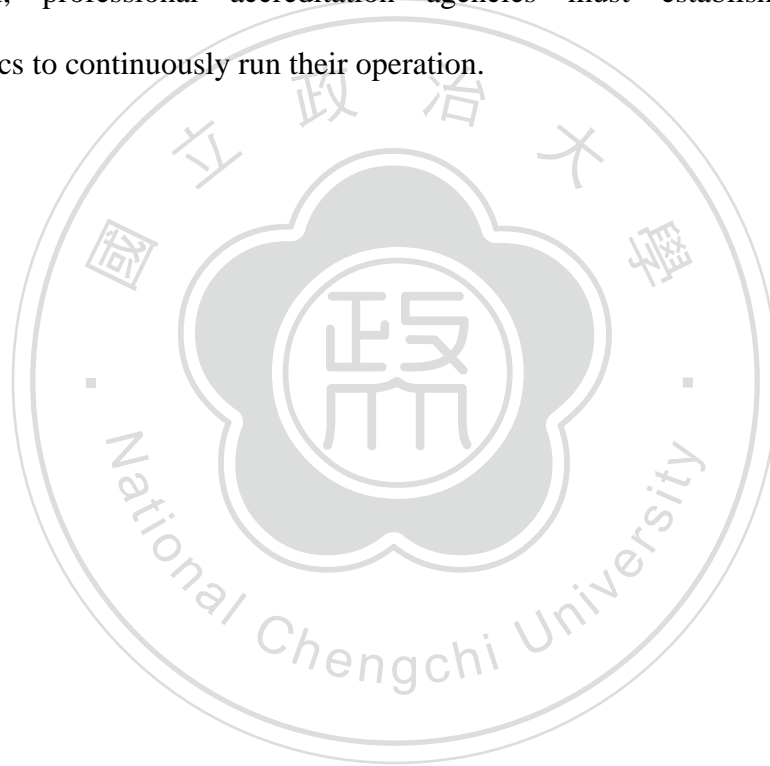 professional accreditation agencies must establish
to continuously run their operation.
國立政治大學
政大
National Chengchi University